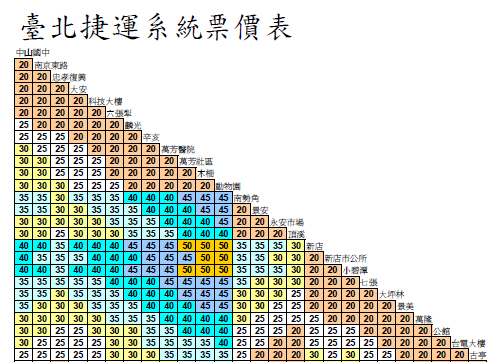 臺北捷運系統票價表
中山國中
20 南京東路
20 20 忠孝復興
20 20 20 大安
20 20 20 20 科技大樓
20 20 20 20 20 六張犁
25 20 20 20 20 20 麟光
25 25 25 20 20 20 20 辛亥
30 25 25 25 20 20 20 20 萬芳醫院
30 25 25 25 25 20 20 20 20 萬芳社區
30 30 25 25 25 20 20 20 20 20 木柵
30 30 30 25 25 25 20 20 20 20 20 動物園
35 35 30 35 35 35 40 40 40 45 45 45 南勢角
35 30 30 30 35 35 35 40 40 40 45 45 20 景安
30 30 30 30 30 35 35 35 40 40 40 45 20 20 永安市場
30 30 25 30 30 30 35 35 35 40 40 40 20 20 20 頂溪
40 40 35 40 40 40 45 45 45 50 50 50 35 35 35 30 新店
40 35 35 35 40 40 45 45 45 50 50 50 35 35 30 30 20 新店市公所
40 40 35 40 40 40 45 45 45 50 50 50 35 35 35 30 20 20 小碧潭
35 35 35 35 35 40 40 40 45 45 45 45 35 30 30 30 20 20 20 七張
35 35 30 35 35 35 40 40 40 45 45 45 30 30 30 25 20 20 20 20 大坪林
35 30 30 30 35 35 35 40 40 40 45 45 30 30 25 25 20 20 20 20 20 景美
30 30 30 30 30 35 35 35 40 40 40 40 30 25 25 25 20 20 20 20 20 20 萬隆
30 30 25 25 30 30 35 35 35 40 40 40 25 25 25 20 25 25 25 20 20 20 20 公館
30 25 25 25 30 30 30 35 35 35 40 40 25 25 20 20 25 25 25 25 20 20 20 20 台電大樓
25 25 25 25 25 30 30 30 35 35 35 35 25 20 20 20 30 25 30 25 25 20 20 20 20 古亭